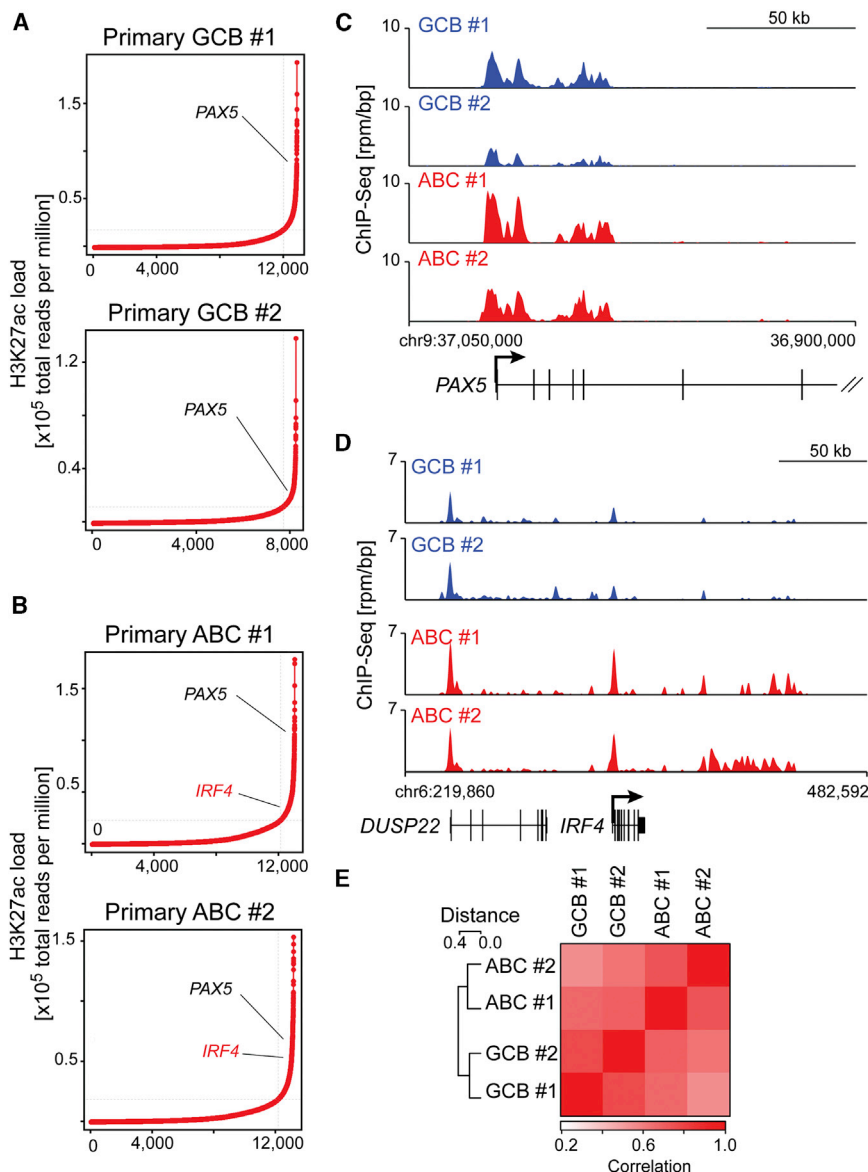 A
Primary GCB #1
1.5
0.5
PAX5
0
4,000
12,000
Primary GCB #2
1.2
0.4
PAX5
0
4,000
8,000
H3K27ac load
[x10⁵ total reads per million]
B
Primary ABC #1
1.5
0.5
PAX5
IRF4
0
0
4,000
12,000
Primary ABC #2
1.5
0.5
PAX5
IRF4
0
4,000
12,000
H3K27ac load
[x10⁵ total reads per million]
C
50 kb
10
GCB #1
10
GCB #2
10
ABC #1
10
ABC #2
ChIP-Seq [rpm/bp]
chr9:37,050,000
36,900,000
PAX5
D
50 kb
7
GCB #1
7
GCB #2
7
ABC #1
7
ABC #2
ChIP-Seq [rpm/bp]
chr6:219,860
482,592
DUSP22
IRF4
E
GCB #1
GCB #2
ABC #1
ABC #2
Distance
0.4 0.0
ABC #2
ABC #1
GCB #2
GCB #1
0.2 0.6 1.0
Correlation